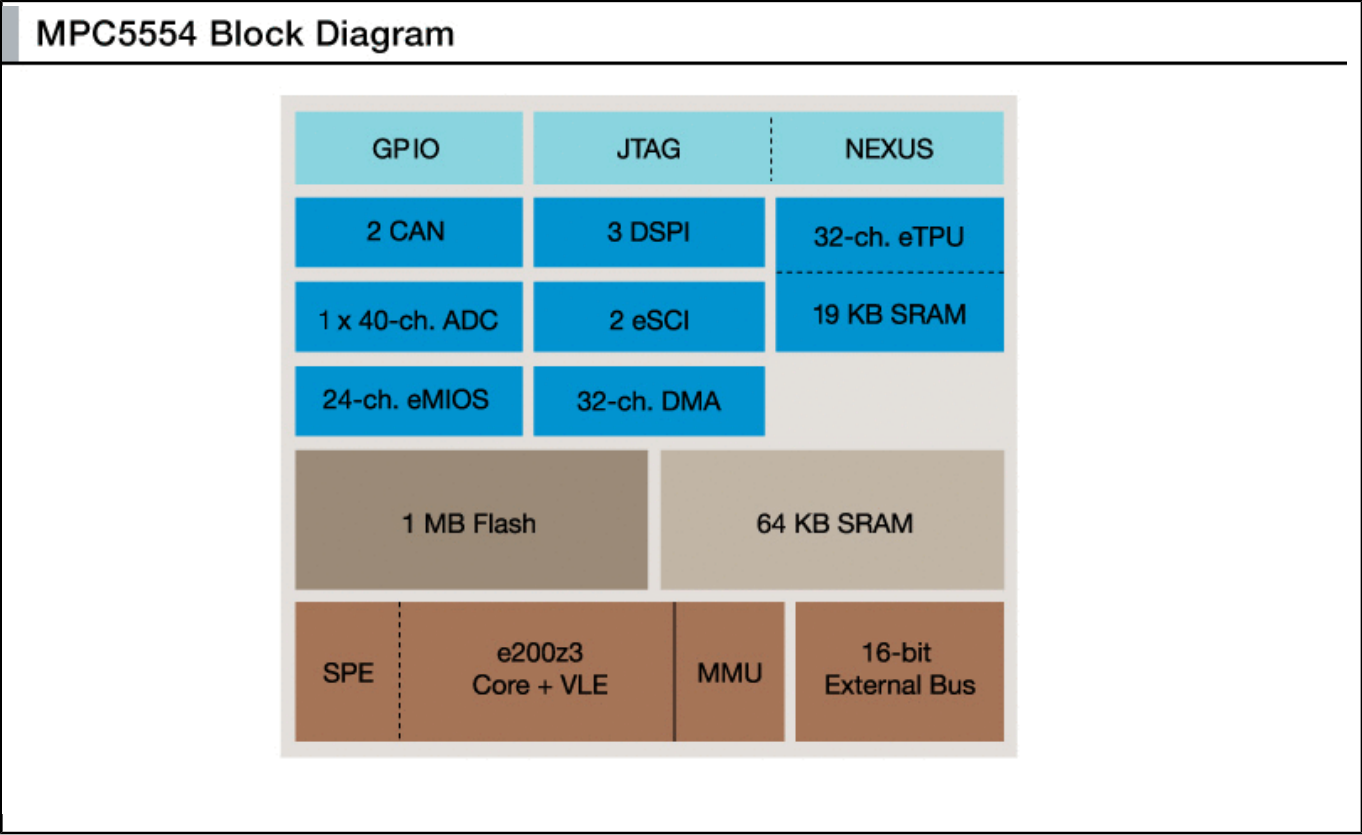 MPC5554 Block Diagram
GPIO
JTAG
NEXUS
2 CAN
3 DSPI
32-ch. eTPU
1 x 40-ch. ADC
2 eSCI
19 KB SRAM
24-ch. eMIOS
32-ch. DMA
1 MB Flash
64 KB SRAM
SPE
e200z3
Core + VLE
MMU
16-bit
External Bus